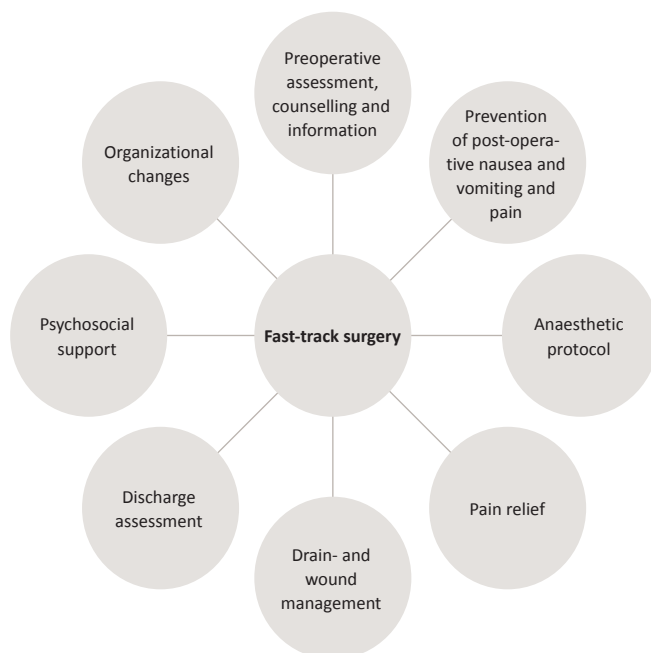 Preoperative
assessment,
counselling and
information
Prevention
of post-opera-
tive nausea and
vomiting and
pain
Anaesthetic
protocol
Pain relief
Drain- and
wound
management
Discharge
assessment
Psychosocial
support
Organizational
changes
Fast-track surgery